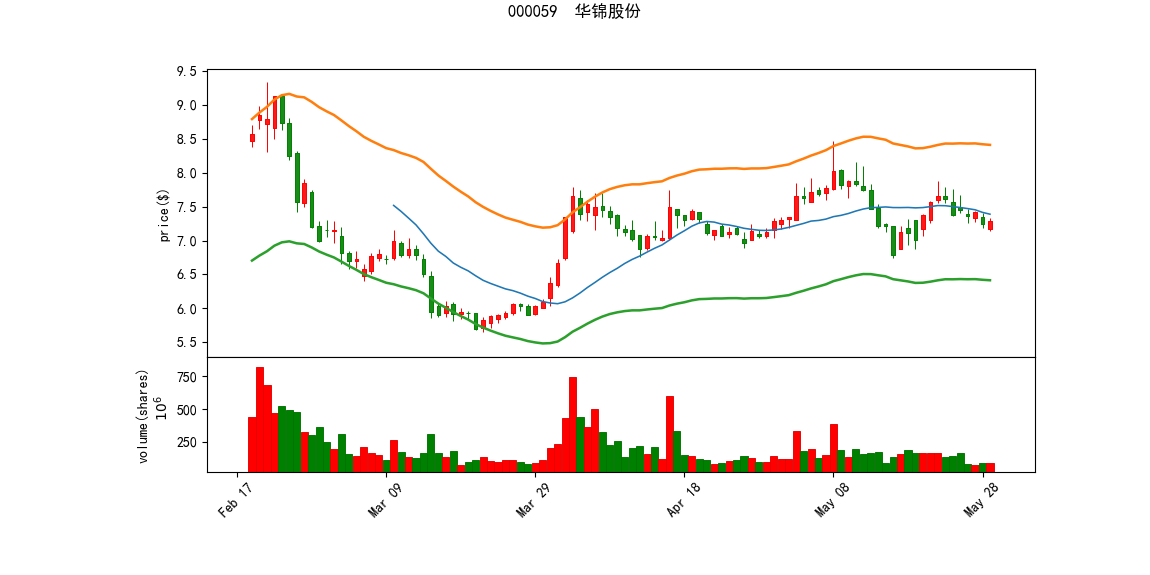 000059 华锦股份
price($)
9.5
9.0
8.5
8.0
7.5
7.0
6.5
6.0
5.5
volume(shares)
10^6
750
500
250
Feb 17
Mar 09
Mar 29
Apr 18
May 08
May 28